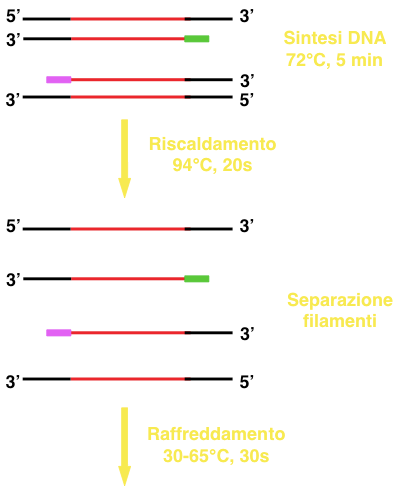 5’ 3’
3’
Sintesi DNA
72°C, 5 min
3’
3’ 5’
Riscaldamento
94°C, 20s
5’ 3’
3’
Separazione
filamenti
3’
3’ 5’
Raffreddamento
30-65°C, 30s